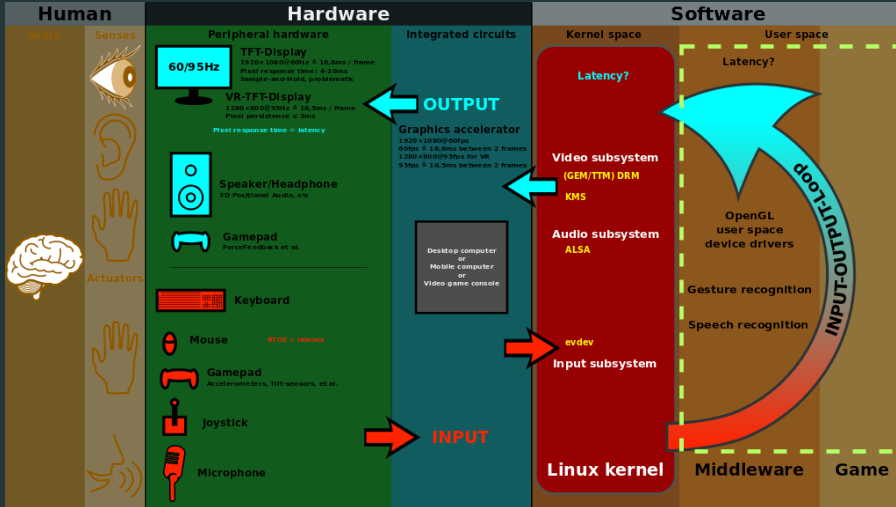 Human
Hardware
Software
Brain
Senses
Peripheral hardware
Integrated circuits
Kernel space
User space
60/95Hz
TFT-Display
1920×1080@60Hz ≙ 16,6ms / frame
Pixel response time: 4-20ms
Sample-and-Hold, problematic
VR-TFT-Display
1280×800@95Hz ≙ 10,5ms / frame
Pixel persistence ≤ 3ms
Pixel response time = latency
OUTPUT
Graphics accelerator
1920×1080@60fps
60fps ≙ 16,6ms between 2 frames
1280×800@95fps for VR
95fps ≙ 10,5ms between 2 frames
Latency?
Latency?
Video subsystem
(GEM/TTM) DRM
KMS
Speaker/Headphone
3D Positional Audio, etc
Gamepad
ForceFeedback et al.
Audio subsystem
ALSA
OpenGL
user space
device drivers
INPUT-OUTPUT-Loop
Desktop computer
or
Mobile computer
or
Video game console
Actuators
Gesture recognition
Speech recognition
Keyboard
Mouse
Gamepad
Accelerometers, Tilt-sensors, et al.
Joystick
Microphone
evdev
Input subsystem
INPUT
Linux kernel
Middleware
Game